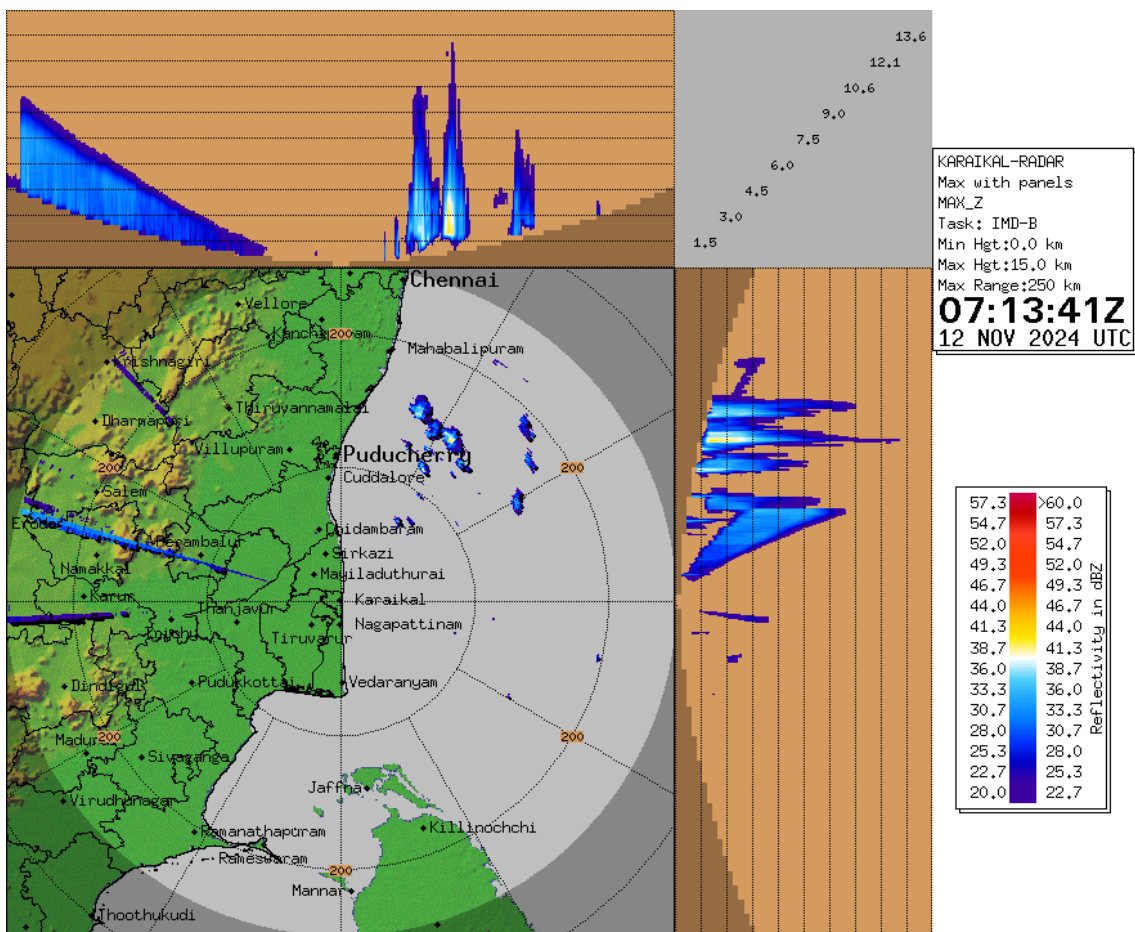 13.6
12.1
10.6
9.0
7.5
6.0
4.5
3.0
1.5
KARAIKAL-RADAR
Max with panels
MAX_Z
Task: IMD-B
Min Hgt:0.0 km
Max Hgt:15.0 km
Max Range:250 km
07:13:41Z
12 NOV 2024 UTC
Chennai
Vellore
200
Mahabalipuram
Krishnagiri
Thiruvannamalai
Dharmapuri
Villupuram
Puducherry
200
200
Cuddalore
Salem
Chidambaram
Perambalur
Sirkazi
Namakkal
Mayiladuthurai
Karur
Karaikal
Thanjavur
Nagapattinam
Tiruvarur
Dindigul
Pudukkottai
Vedaranyam
200
200
Sivaganga
Jaffna
Virudhunagar
Ramanathapuram
Killinochchi
Rameswaram
200
Mannar
Thoothukudi
57.3 >60.0
54.7 57.3
52.0 54.7
49.3 52.0
46.7 49.3
44.0 46.7
41.3 44.0
38.7 41.3
36.0 38.7
33.3 36.0
30.7 33.3
28.0 30.7
25.3 28.0
22.7 25.3
20.0 22.7
Reflectivity in dBZ